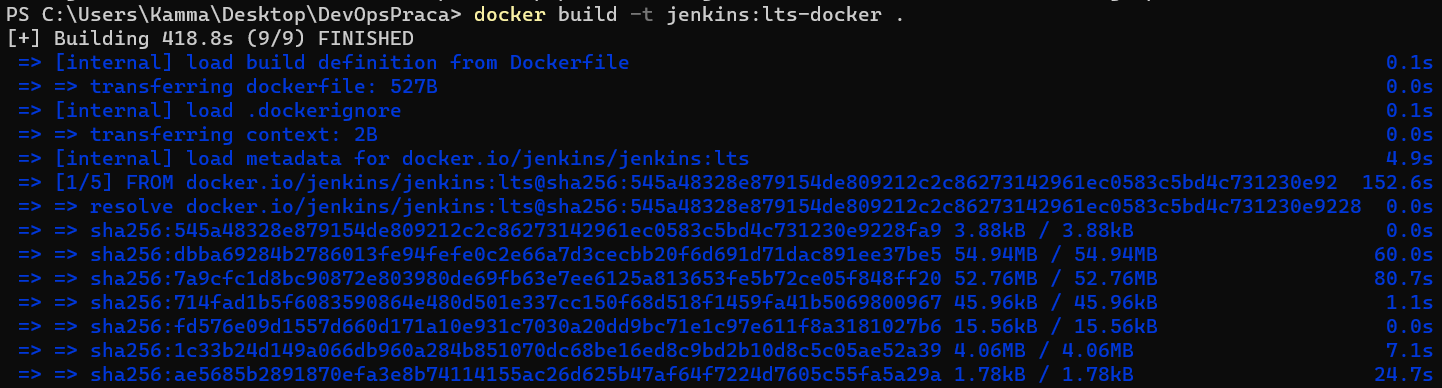 PS C:\Users\Kamma\Desktop\DevOpsPraca> docker build -t jenkins:lts-docker .
[+] Building 418.8s (9/9) FINISHED
=> [internal] load build definition from Dockerfile 0.1s
=> => transferring dockerfile: 527B 0.0s
=> [internal] load .dockerignore 0.1s
=> => transferring context: 2B 0.0s
=> [internal] load metadata for docker.io/jenkins/jenkins:lts 4.9s
=> [1/5] FROM docker.io/jenkins/jenkins:lts@sha256:545a48328e879154de809212c2c86273142961ec0583c5bd4c731230e92 152.6s
=> => resolve docker.io/jenkins/jenkins:lts@sha256:545a48328e879154de809212c2c86273142961ec0583c5bd4c731230e9228 0.0s
=> => sha256:545a48328e879154de809212c2c86273142961ec0583c5bd4c731230e9228fa9 3.88kB / 3.88kB 0.0s
=> => sha256:dbba69284b2786013fe94fefe0c2e66a7d3cecbb20f6d691d71dac891ee37be5 54.94MB / 54.94MB 60.0s
=> => sha256:7a9cfc1d8bc90872e803980de69fb63e7ee6125a813653fe5b72ce05f848ff20 52.76MB / 52.76MB 80.7s
=> => sha256:714fad1b5f6083590864e480d501e337cc150f68d518f1459fa41b5069800967 45.96kB / 45.96kB 1.1s
=> => sha256:fd576e09d1557d660d171a10e931c7030a20dd9bc71e1c97e611f8a3181027b6 15.56kB / 15.56kB 0.0s
=> => sha256:1c33b24d149a066db960a284b851070dc68be16ed8c9bd2b10d8c5c05ae52a39 4.06MB / 4.06MB 7.1s
=> => sha256:ae5685b2891870efa3e8b74114155ac26d625b47af64f7224d7605c55fa5a29a 1.78kB / 1.78kB 24.7s